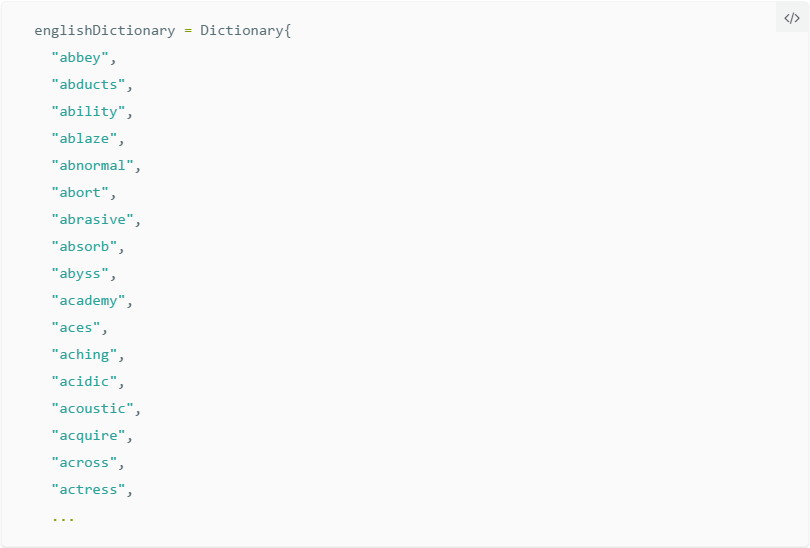 </>
englishDictionary = Dictionary{
"abbey",
"abducts",
"ability",
"ablaze",
"abnormal",
"abort",
"abrasive",
"absorb",
"abyss",
"academy",
"aces",
"aching",
"acidic",
"acoustic",
"acquire",
"across",
"actress",
...